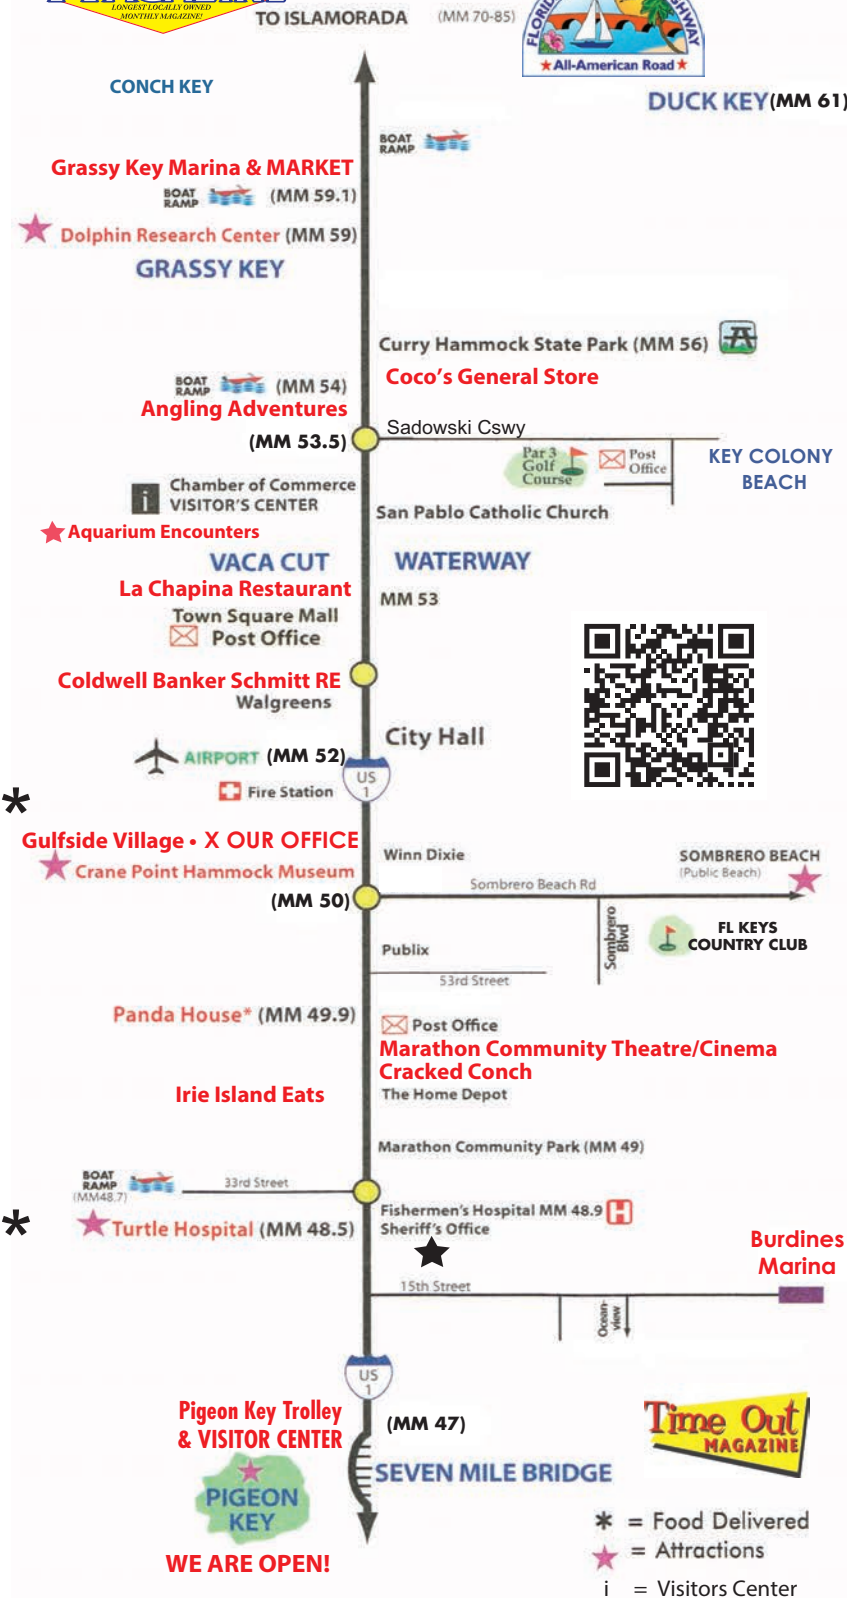 LONGEST LOCALLY OWNED
MONTHLY MAGAZINE!
TO ISLAMORADA (MM 70-85)
★ All-American Road ★
CONCH KEY
DUCK KEY(MM 61)
BOAT
RAMP
Grassy Key Marina & MARKET
BOAT
RAMP
(MM 59.1)
Dolphin Research Center (MM 59)
GRASSY KEY
Curry Hammock State Park (MM 56)
Coco's General Store
BOAT
RAMP
(MM 54)
Angling Adventures
(MM 53.5)
Sadowski Cswy
Par 3
Golf
Course
Post
Office
KEY COLONY
BEACH
i
Chamber of Commerce
VISITOR'S CENTER
San Pablo Catholic Church
Aquarium Encounters
VACA CUT WATERWAY
La Chapina Restaurant
MM 53
Town Square Mall
Post Office
Coldwell Banker Schmitt RE
Walgreens
City Hall
AIRPORT (MM 52)
US
1
Fire Station
*
Gulfside Village • X OUR OFFICE
Winn Dixie
Crane Point Hammock Museum
SOMBRERO BEACH
(Public Beach)
(MM 50)
Sombrero Beach Rd
Sombrero
Blvd
FL KEYS
COUNTRY CLUB
Publix
53rd Street
Panda House* (MM 49.9)
Post Office
Marathon Community Theatre/Cinema
Cracked Conch
Irie Island Eats
The Home Depot
Marathon Community Park (MM 49)
BOAT
RAMP
(MM48.7)
33rd Street
Fishermen's Hospital MM 48.9 H
Sheriff's Office
*
Turtle Hospital (MM 48.5)
Burdines
Marina
15th Street
Ocean-
view
US
1
Pigeon Key Trolley
& VISITOR CENTER
(MM 47)
Time Out
MAGAZINE
SEVEN MILE BRIDGE
PIGEON
KEY
WE ARE OPEN!
* = Food Delivered
★ = Attractions
i = Visitors Center